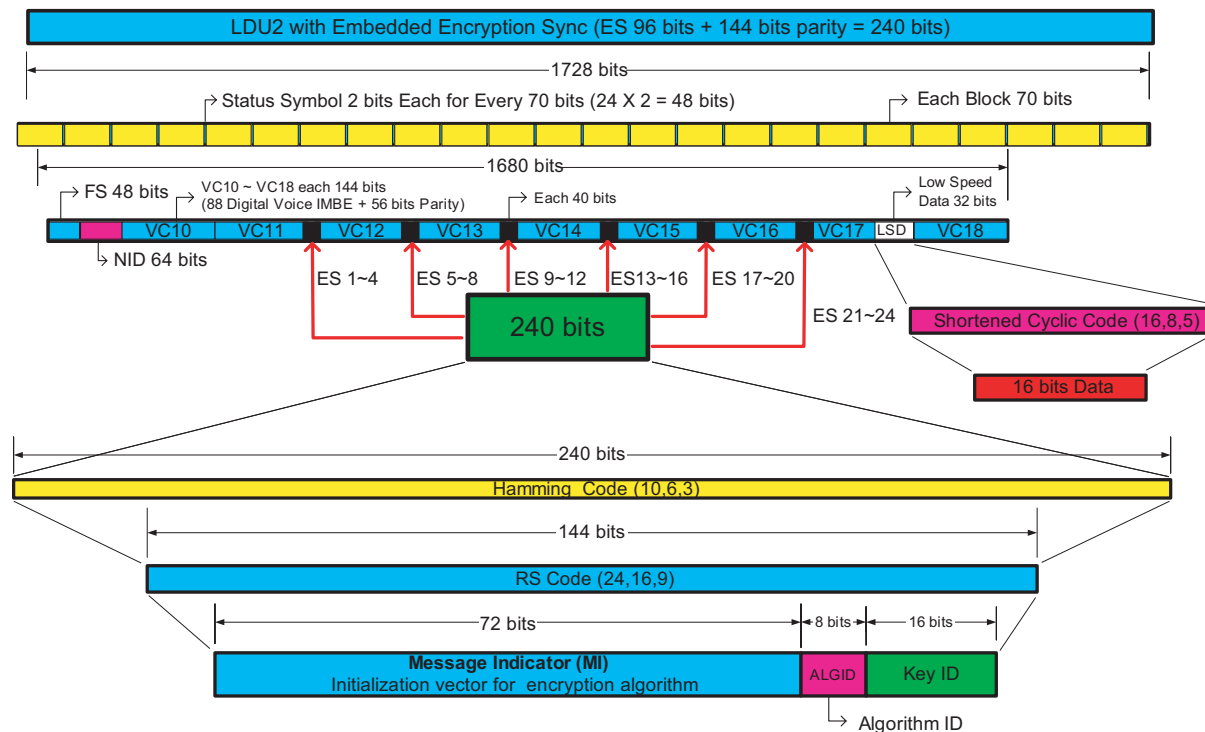 LDU2 with Embedded Encryption Sync (ES 96 bits + 144 bits parity = 240 bits)
1728 bits
Status Symbol 2 bits Each for Every 70 bits (24 X 2 = 48 bits)
Each Block 70 bits
1680 bits
FS 48 bits
VC10 ~ VC18 each 144 bits
(88 Digital Voice IMBE + 56 bits Parity)
Each 40 bits
Low Speed
Data 32 bits
VC10
VC11
VC12
VC13
VC14
VC15
VC16
VC17
LSD
VC18
NID 64 bits
ES 1~4
ES 5~8
ES 9~12
ES13~16
ES 17~20
ES 21~24
240 bits
Shortened Cyclic Code (16,8,5)
16 bits Data
240 bits
Hamming Code (10,6,3)
144 bits
RS Code (24,16,9)
72 bits
8 bits
16 bits
Message Indicator (MI)
Initialization vector for encryption algorithm
ALGID
Key ID
Algorithm ID